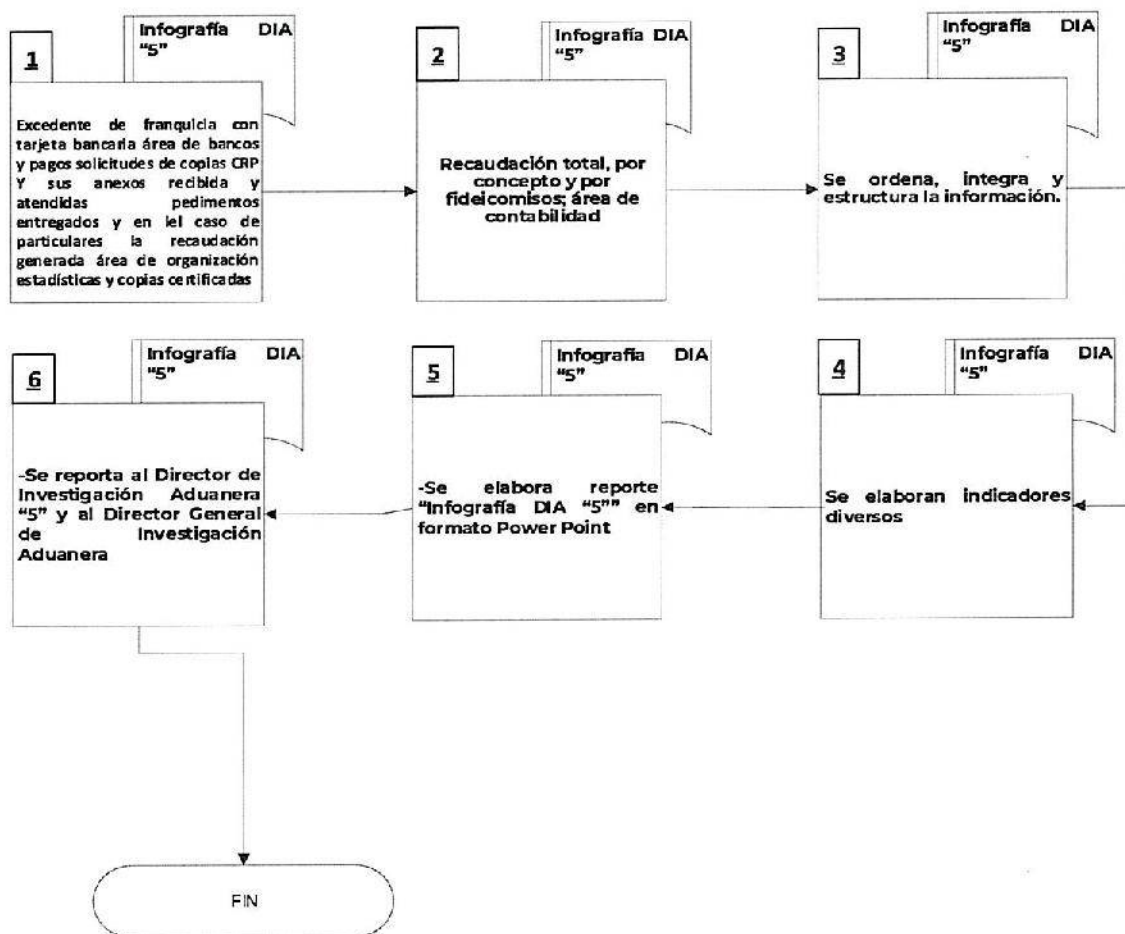 Infografía DIA
“5”
1
Excedente de franquicia con
tarjeta bancaria área de bancos
y pagos solicitudes de copias CRP
Y sus anexos recibida y
atendidas pedimentos
entregados y en lel caso de
particulares la recaudación
generada área de organización
estadísticas y copias certificadas
Infografía DIA
“5”
2
Recaudación total, por
concepto y por
fideicomisos; área de
contabilidad
Infografía DIA
“5”
3
Se ordena, integra y
estructura la información.
Infografía DIA
“5”
4
Se elaboran indicadores
diversos
Infografía DIA
“5”
5
-Se elabora reporte
“Infografía DIA “5”” en
formato Power Point
Infografía DIA
“5”
6
-Se reporta al Director de
Investigación Aduanera
“5” y al Director General
de Investigación
Aduanera
FIN